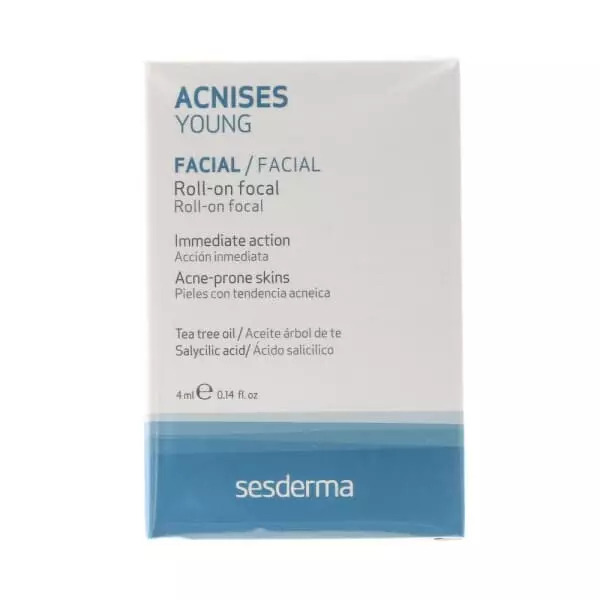 ACNISES
YOUNG
FACIAL / FACIAL
Roll-on focal
Roll-on focal
Immediate action
Acción inmediata
Acne-prone skins
Pieles con tendencia acneica
Tea tree oil / Aceite árbol de te
Salycilic acid/ Ácido salicilico
4 ml ℮ 0.14 fl. oz
sesderma